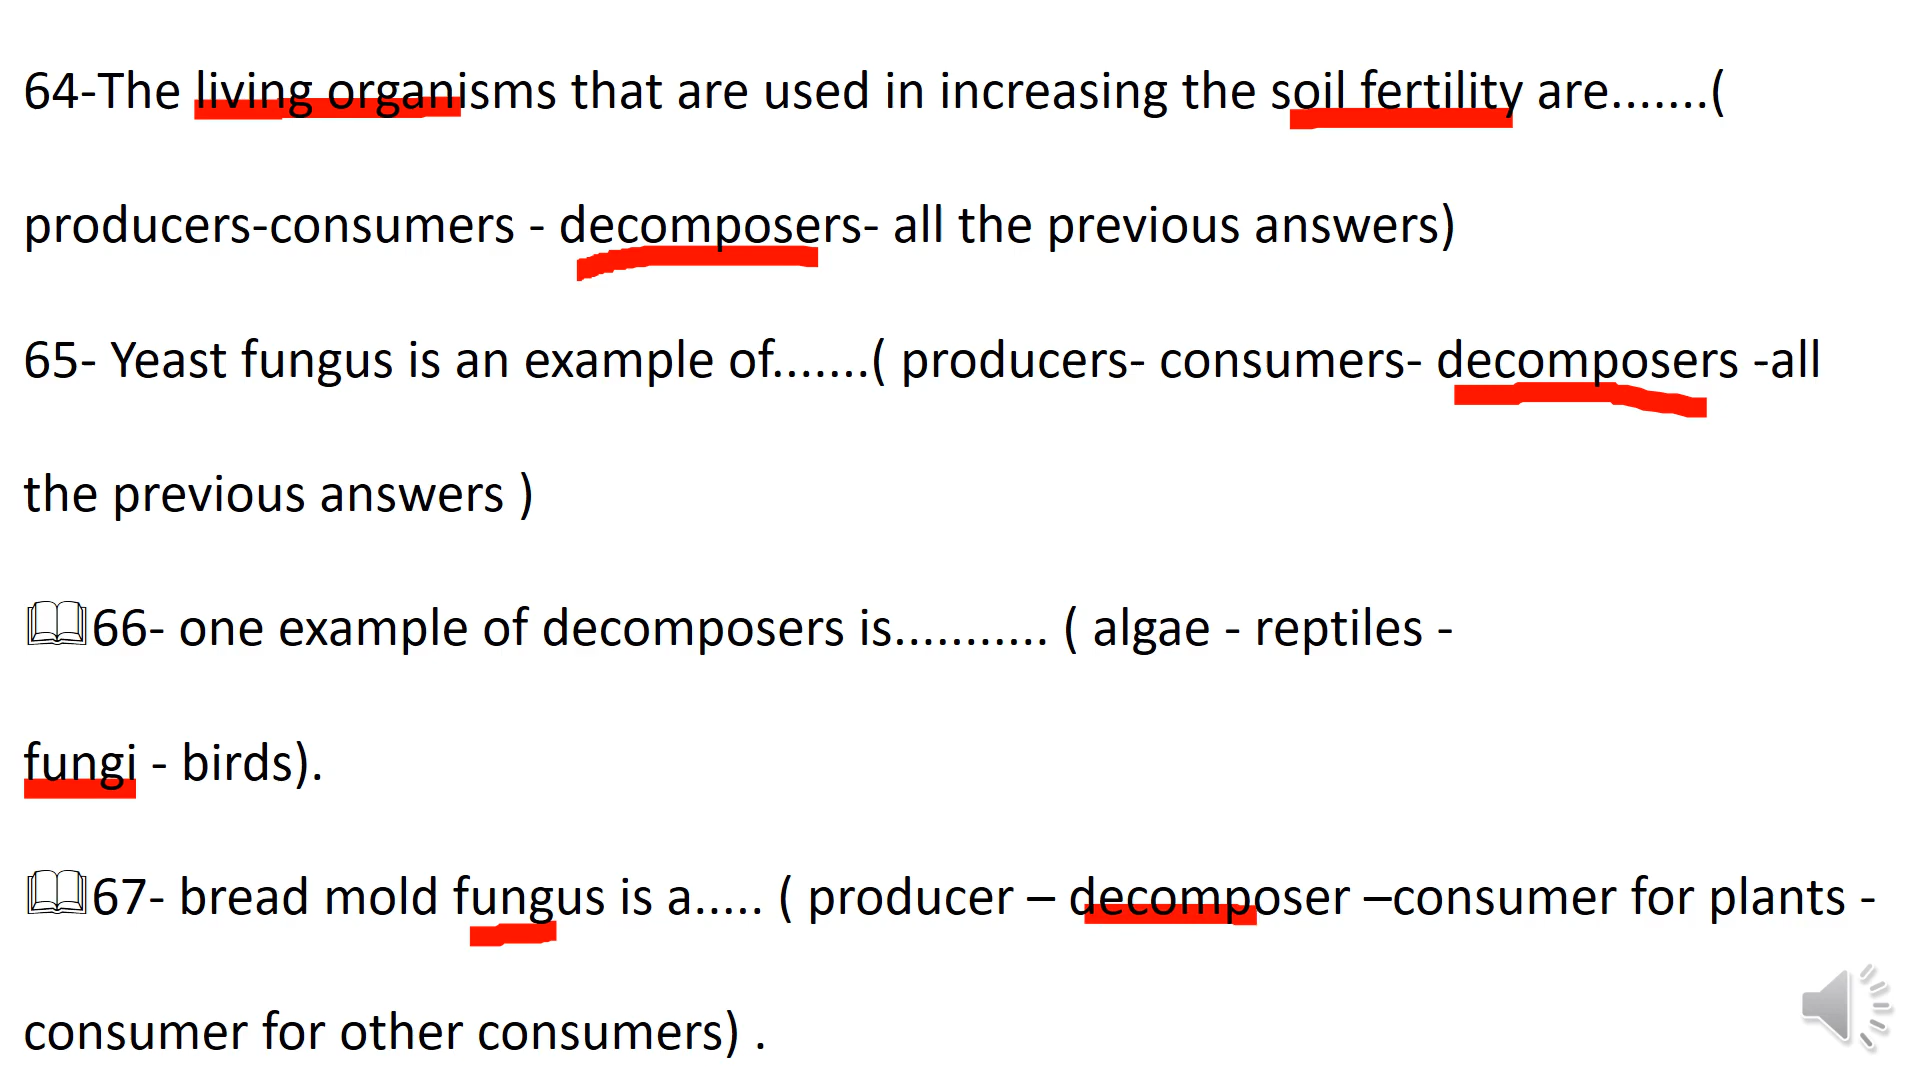 64-The living organisms that are used in increasing the soil fertility are.......(
producers-consumers - decomposers- all the previous answers)
65- Yeast fungus is an example of.......( producers- consumers- decomposers -all
the previous answers )
66- one example of decomposers is........... ( algae - reptiles -
fungi - birds).
67- bread mold fungus is a..... ( producer – decomposer –consumer for plants -
consumer for other consumers) .